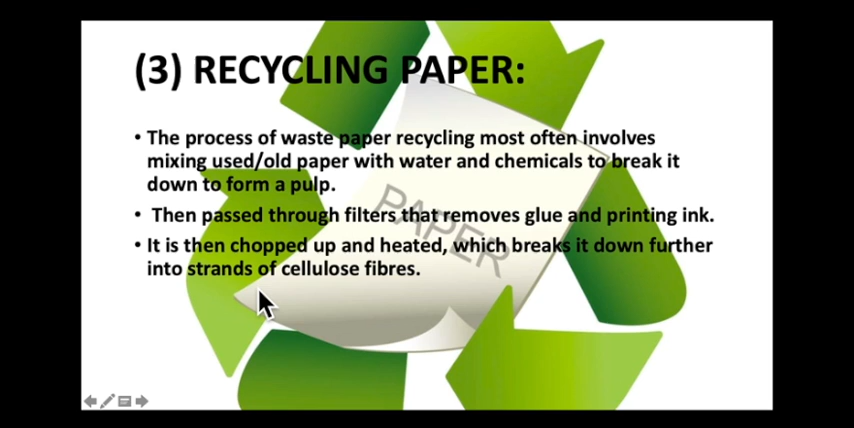 (3) RECYCLING PAPER:
• The process of waste paper recycling most often involves
mixing used/old paper with water and chemicals to break it
down to form a pulp.
• Then passed through filters that removes glue and printing ink.
• It is then chopped up and heated, which breaks it down further
into strands of cellulose fibres.
PAPER